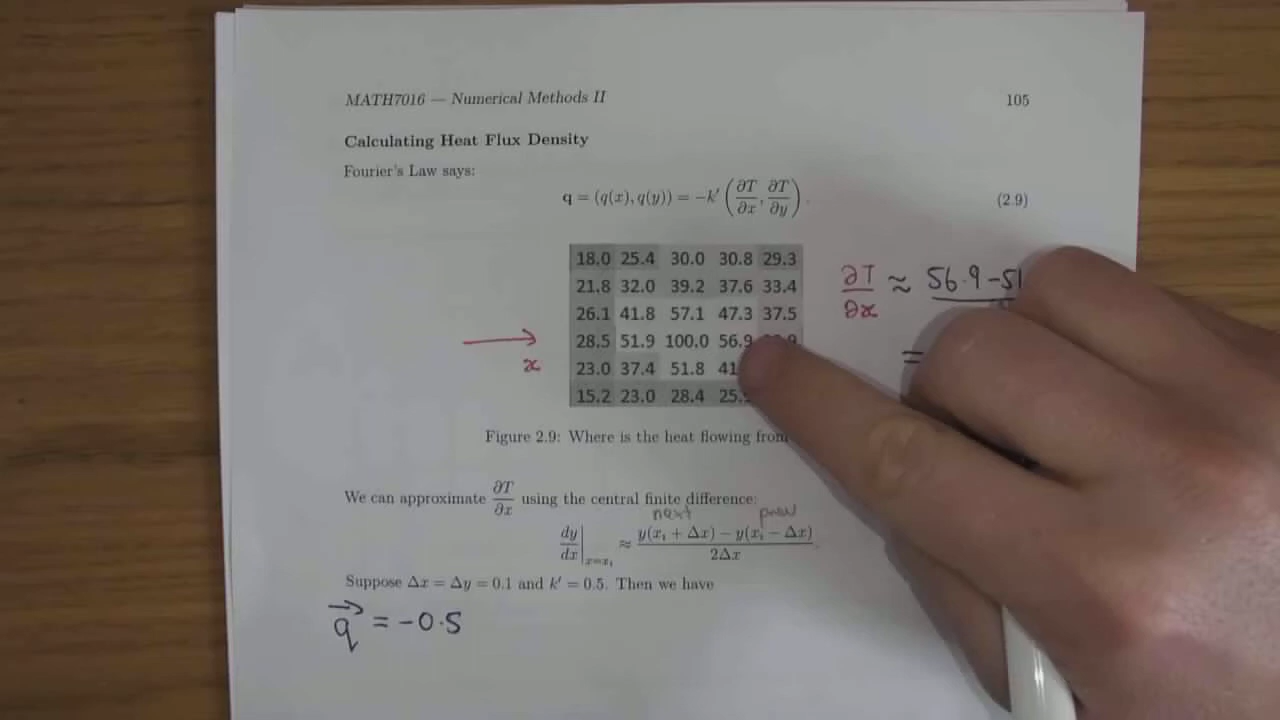 MATH7016 — Numerical Methods II 105
Calculating Heat Flux Density
Fourier's Law says:
q = (q(x), q(y)) = −k′ (∂T/∂x, ∂T/∂y). (2.9)
18.0 25.4 30.0 30.8 29.3
21.8 32.0 39.2 37.6 33.4
26.1 41.8 57.1 47.3 37.5
28.5 51.9 100.0 56.9
23.0 37.4 51.8 41
15.2 23.0 28.4 25.
→
x
∂T/∂x ≈ 56.9 − 51
=
Figure 2.9: Where is the heat flowing from
We can approximate ∂T/∂x using the central finite difference:
next prev
dy/dx|x=xᵢ ≈ y(xᵢ + Δx) − y(xᵢ − Δx)/2Δx.
Suppose Δx = Δy = 0.1 and k′ = 0.5. Then we have
q⃗ = −0.5